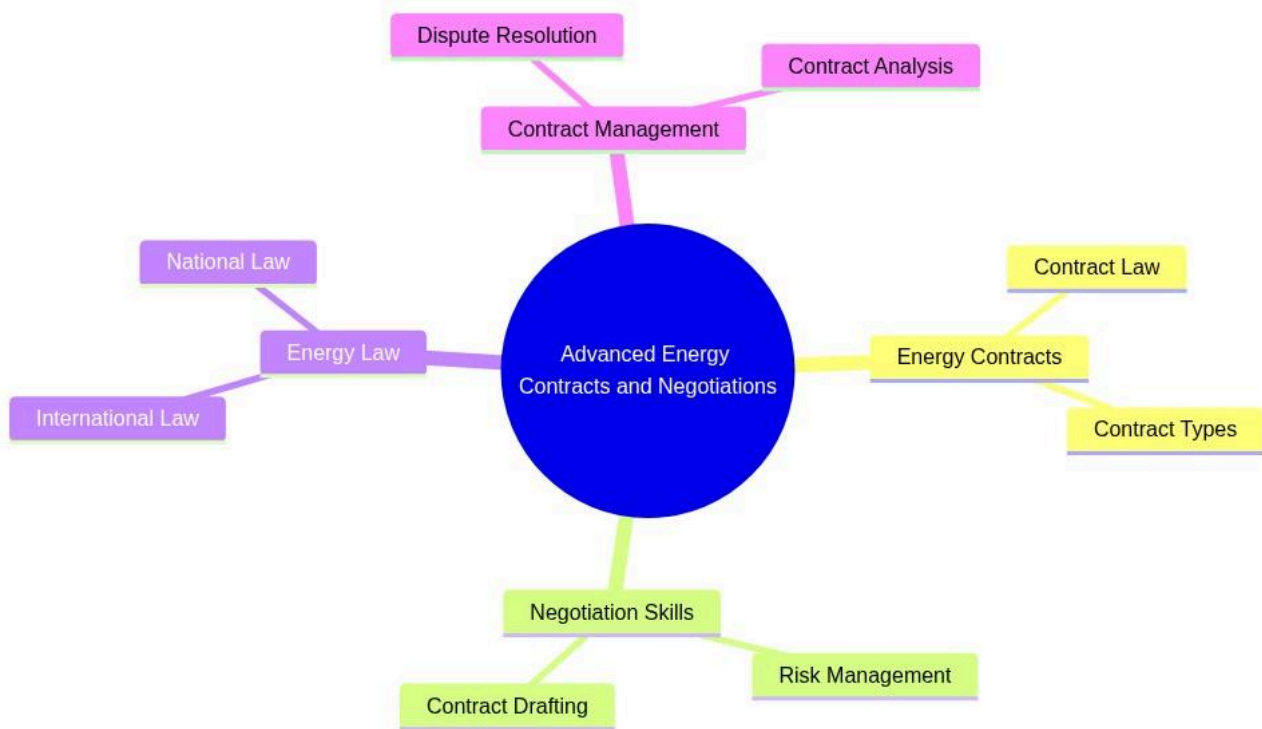 Dispute Resolution
Contract Analysis
Contract Management
National Law
Contract Law
Energy Law
Advanced Energy
Contracts and Negotiations
Energy Contracts
International Law
Contract Types
Negotiation Skills
Risk Management
Contract Drafting